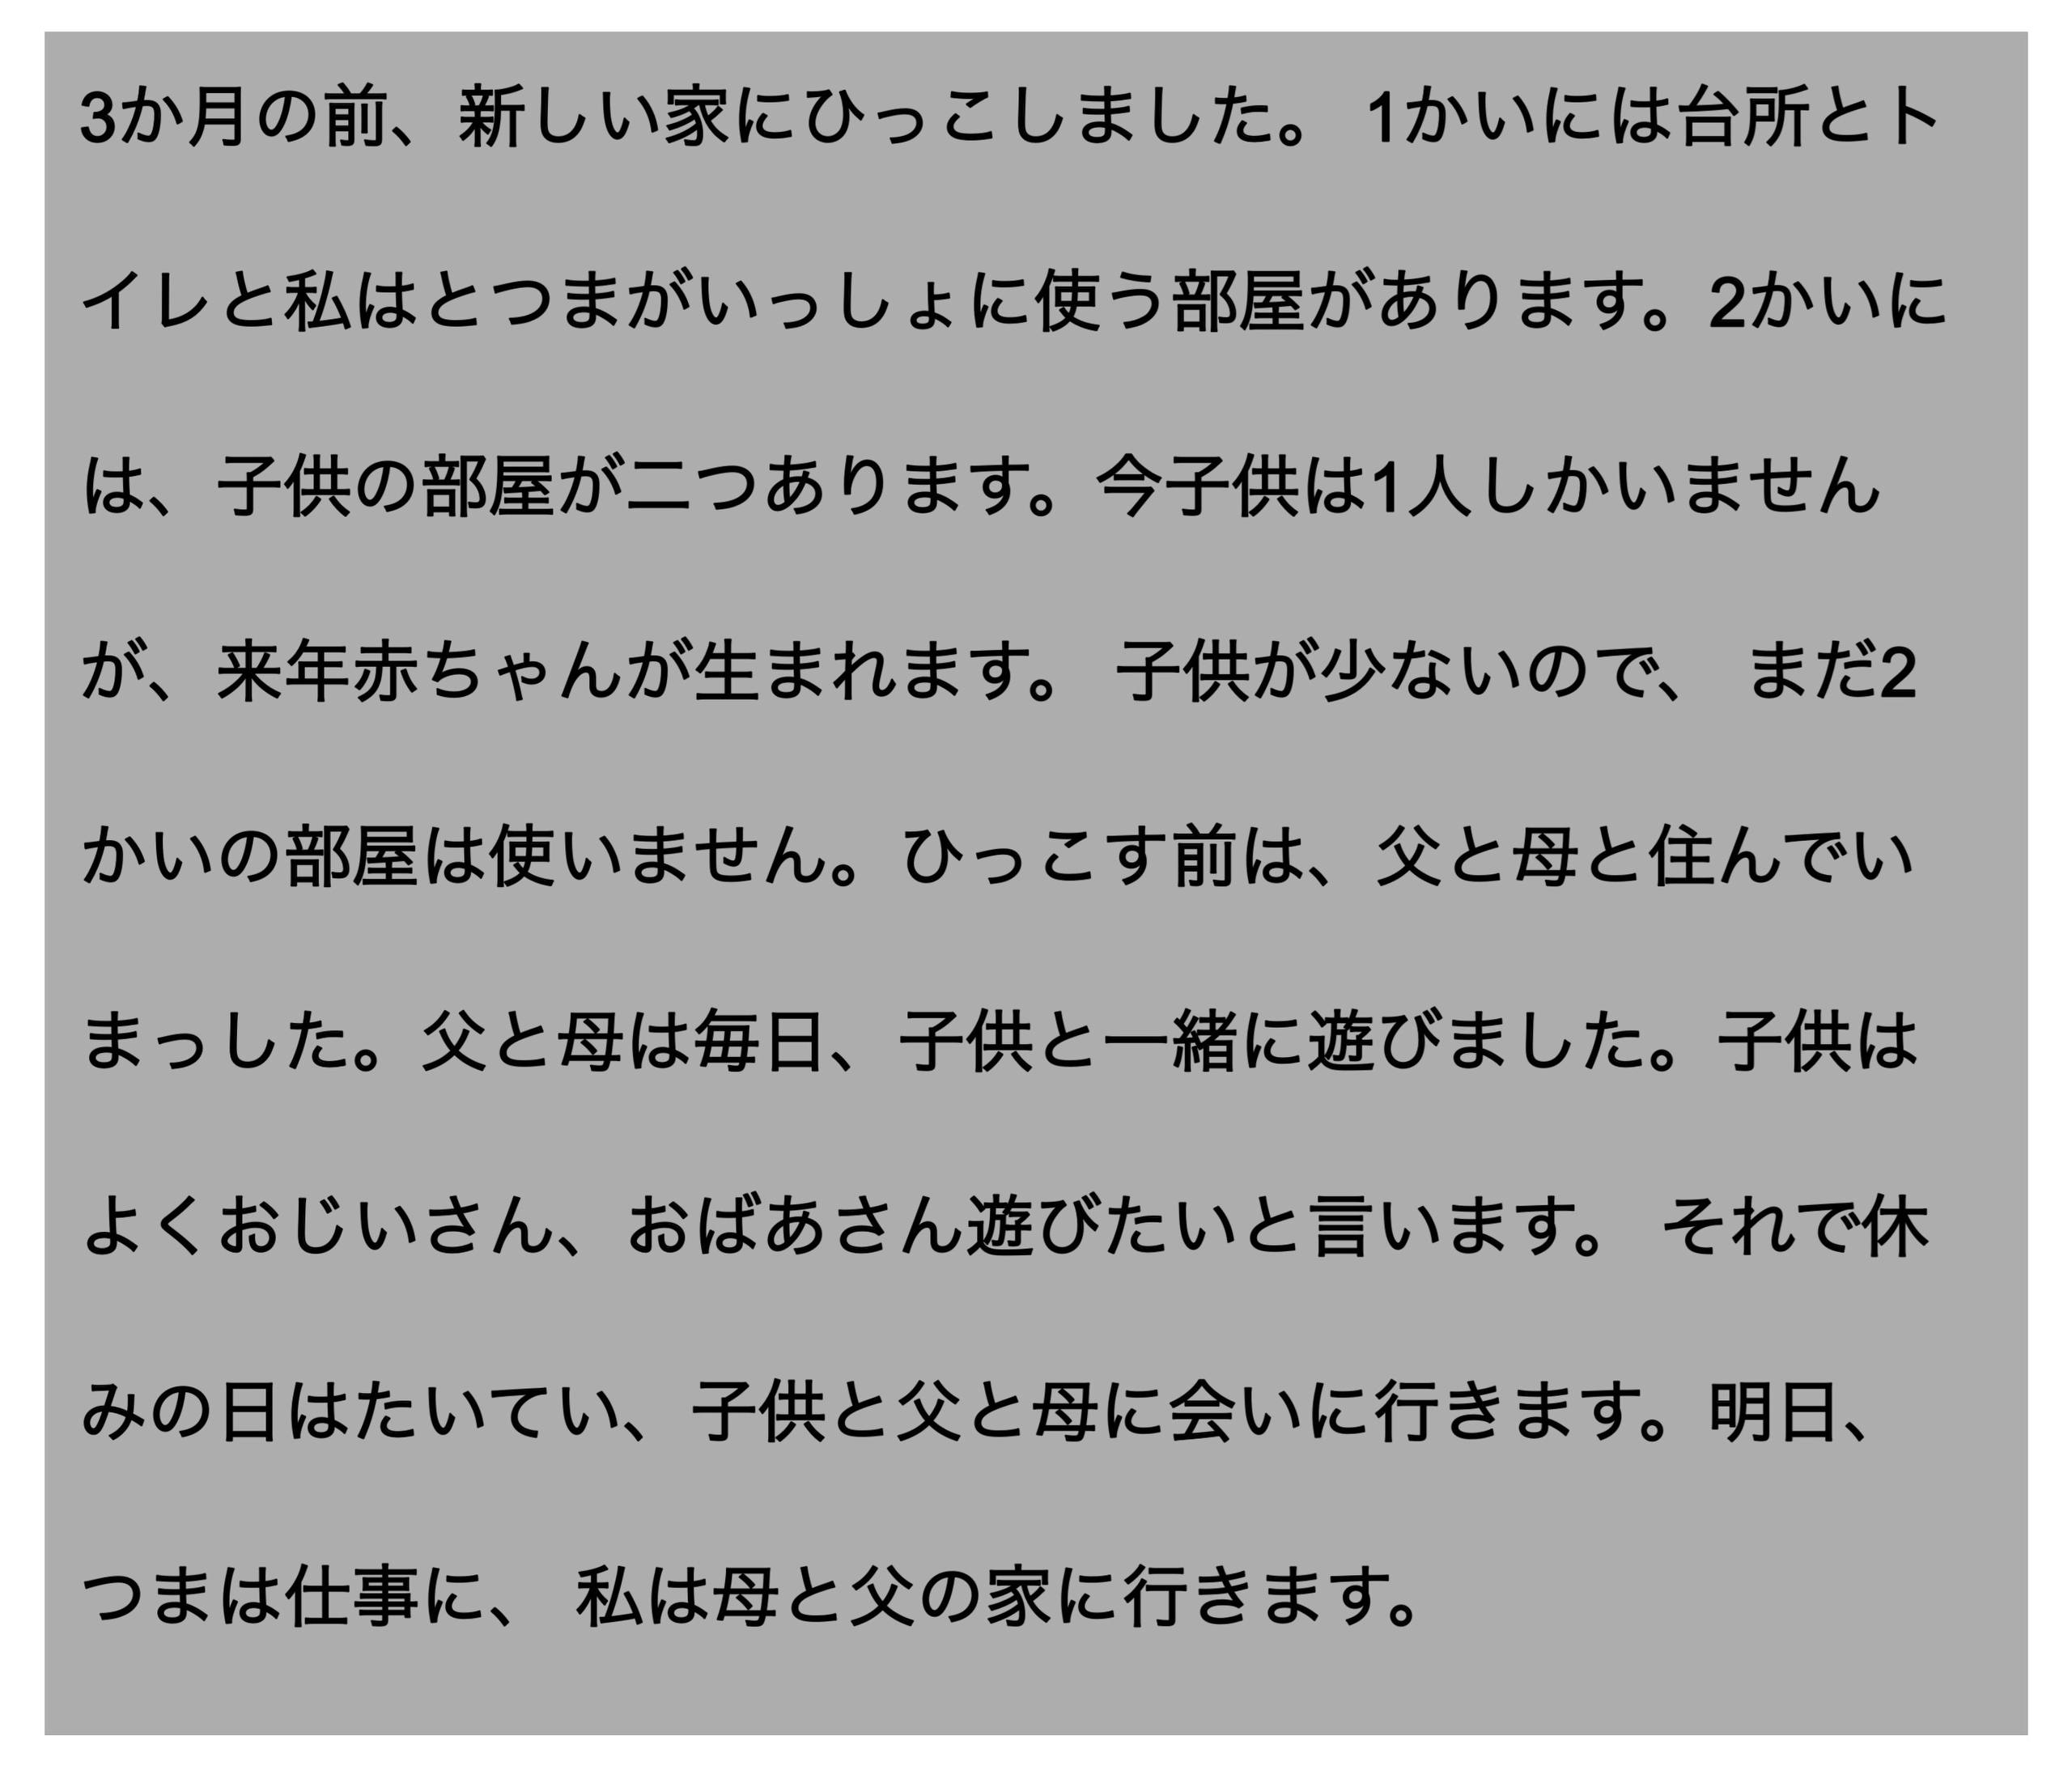 3か月の前、新しい家にひっこしました。 1かいには台所とト
イレと私はとつまがいっしょに使う部屋があります。2かいに
は、子供の部屋が二つあります。今子供は1人しかいません
が、来年赤ちゃんが生まれます。 子供が少ないので、 まだ2
かいの部屋は使いません。 ひっこす前は、父と母と住んでい
まっした。父と母は毎日、子供と一緒に遊びました。子供は
よくおじいさん、おばあさん遊びたいと言います。 それで休
みの日はたいてい、子供と父と母に会いに行きます。明日、
つまは仕事に、 私は母と父の家に行きます。